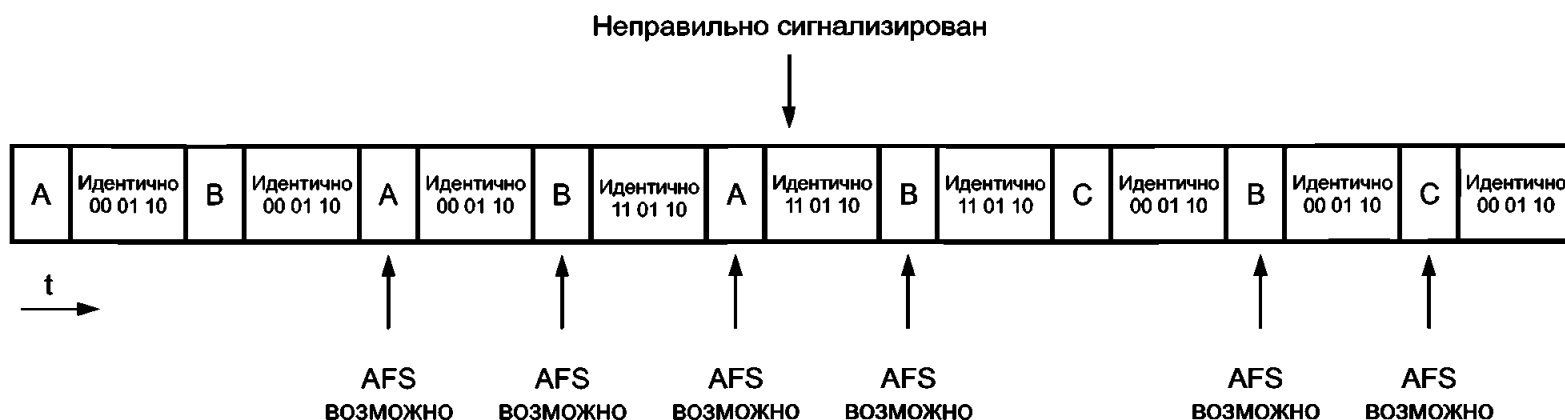 Неправильно сигнализирован
A
Идентично
00 01 10
B
Идентично
00 01 10
A
Идентично
00 01 10
B
Идентично
11 01 10
A
Идентично
11 01 10
B
Идентично
11 01 10
C
Идентично
00 01 10
B
Идентично
00 01 10
C
Идентично
00 01 10
t
AFS
возможно
AFS
возможно
AFS
возможно
AFS
возможно
AFS
возможно
AFS
возможно